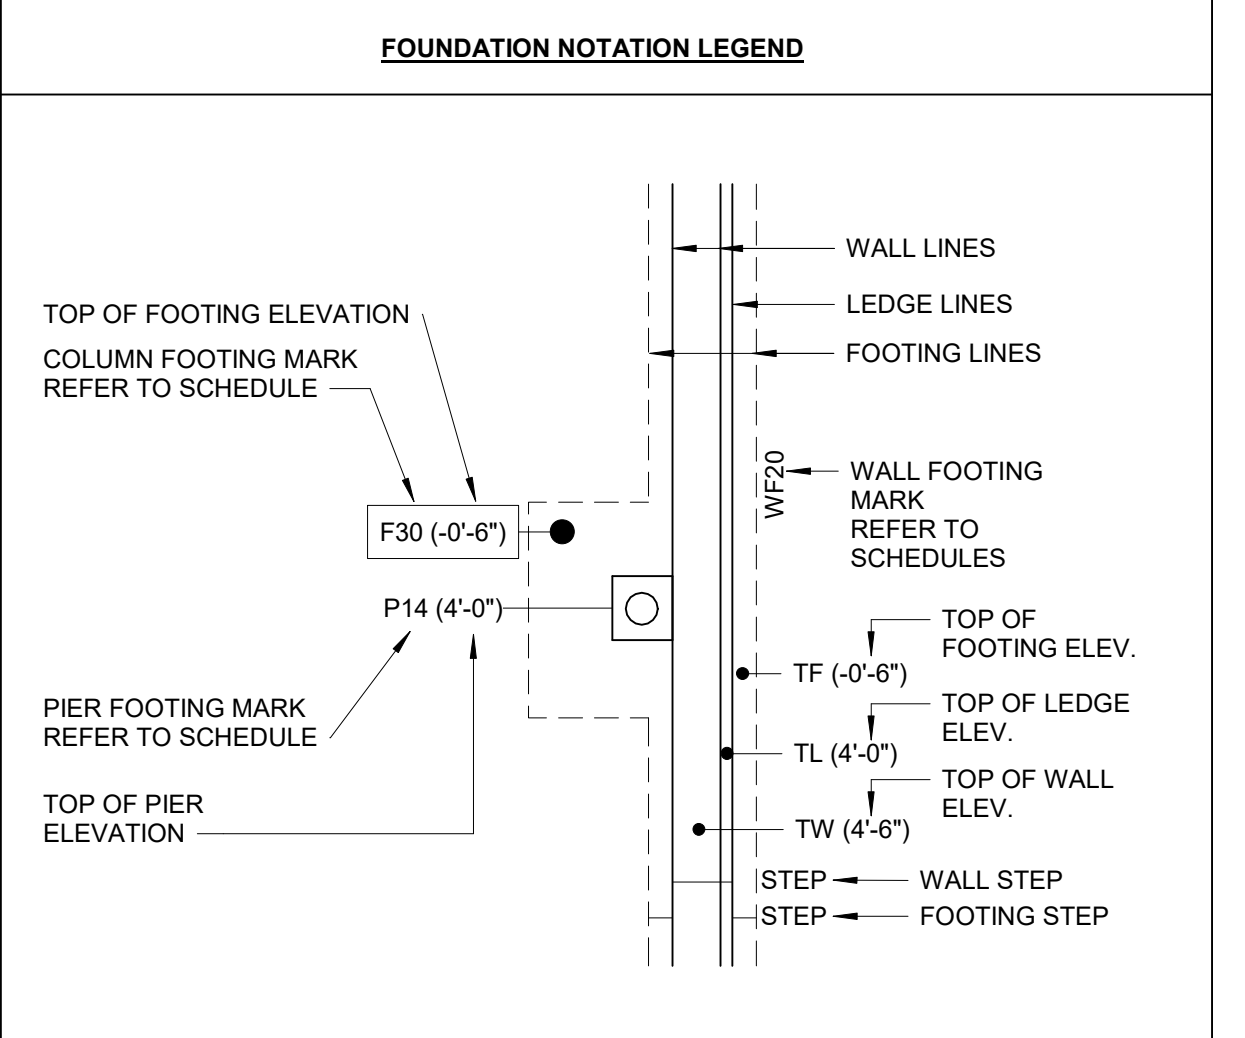 FOUNDATION NOTATION LEGEND
WALL LINES
LEDGE LINES
FOOTING LINES
TOP OF FOOTING ELEVATION
COLUMN FOOTING MARK
REFER TO SCHEDULE
WF20
WALL FOOTING
MARK
REFER TO
SCHEDULES
F30 (-0'-6")
P14 (4'-0")
PIER FOOTING MARK
REFER TO SCHEDULE
TOP OF PIER
ELEVATION
TOP OF
FOOTING ELEV.
TF (-0'-6")
TOP OF LEDGE
ELEV.
TL (4'-0")
TOP OF WALL
ELEV.
TW (4'-6")
STEP
WALL STEP
STEP
FOOTING STEP